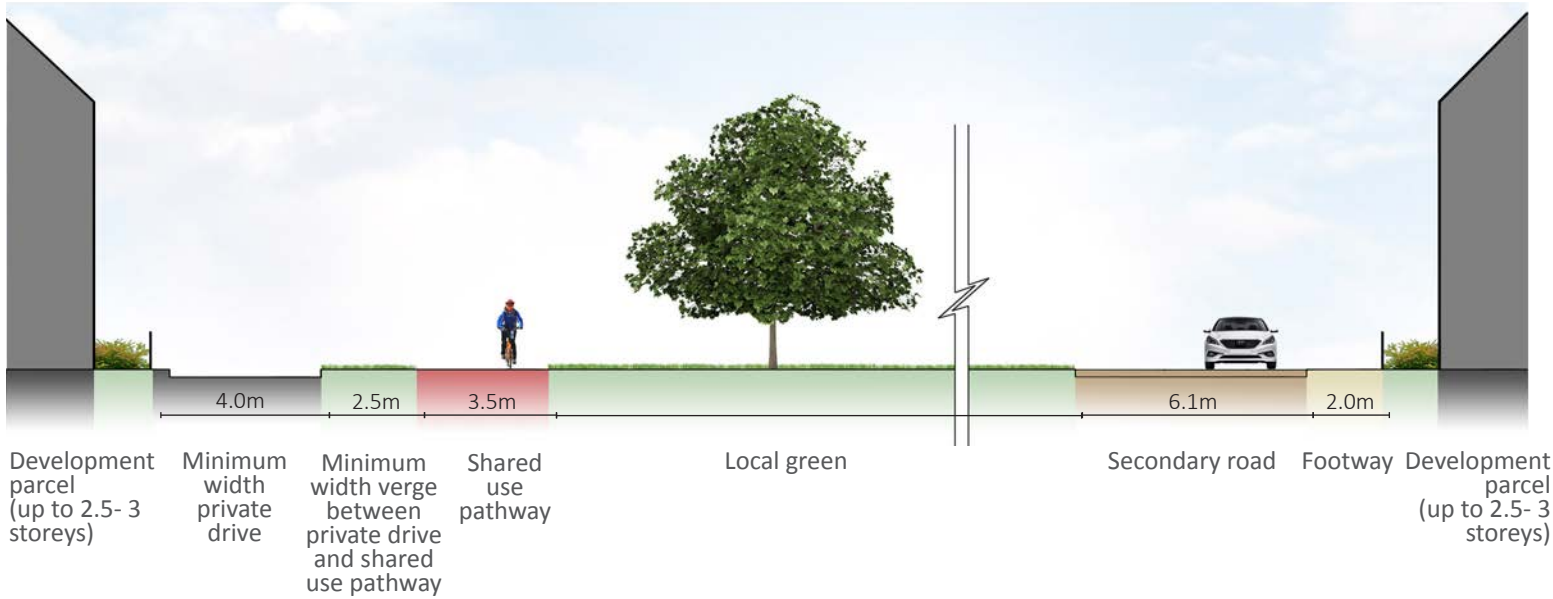 4.0m
2.5m
3.5m
6.1m
2.0m
Development
parcel
(up to 2.5- 3
storeys)
Minimum
width
private
drive
Minimum
width verge
between
private drive
and shared
use pathway
Shared
use
pathway
Local green
Secondary road
Footway
Development
parcel
(up to 2.5- 3
storeys)